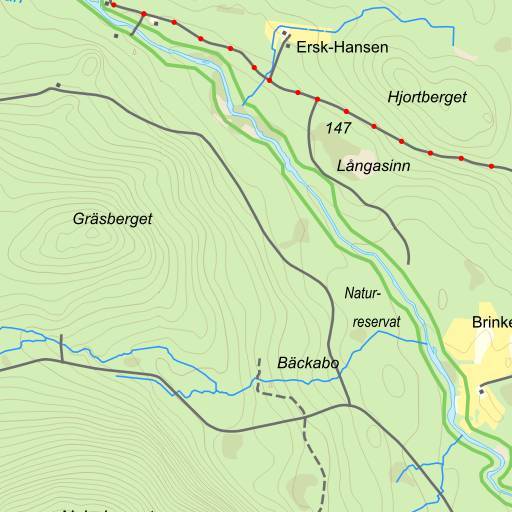 Ersk-Hansen
Hjortberget
147
Långasinn
Gräsberget
Natur-
reservat
Brinke
Bäckabo